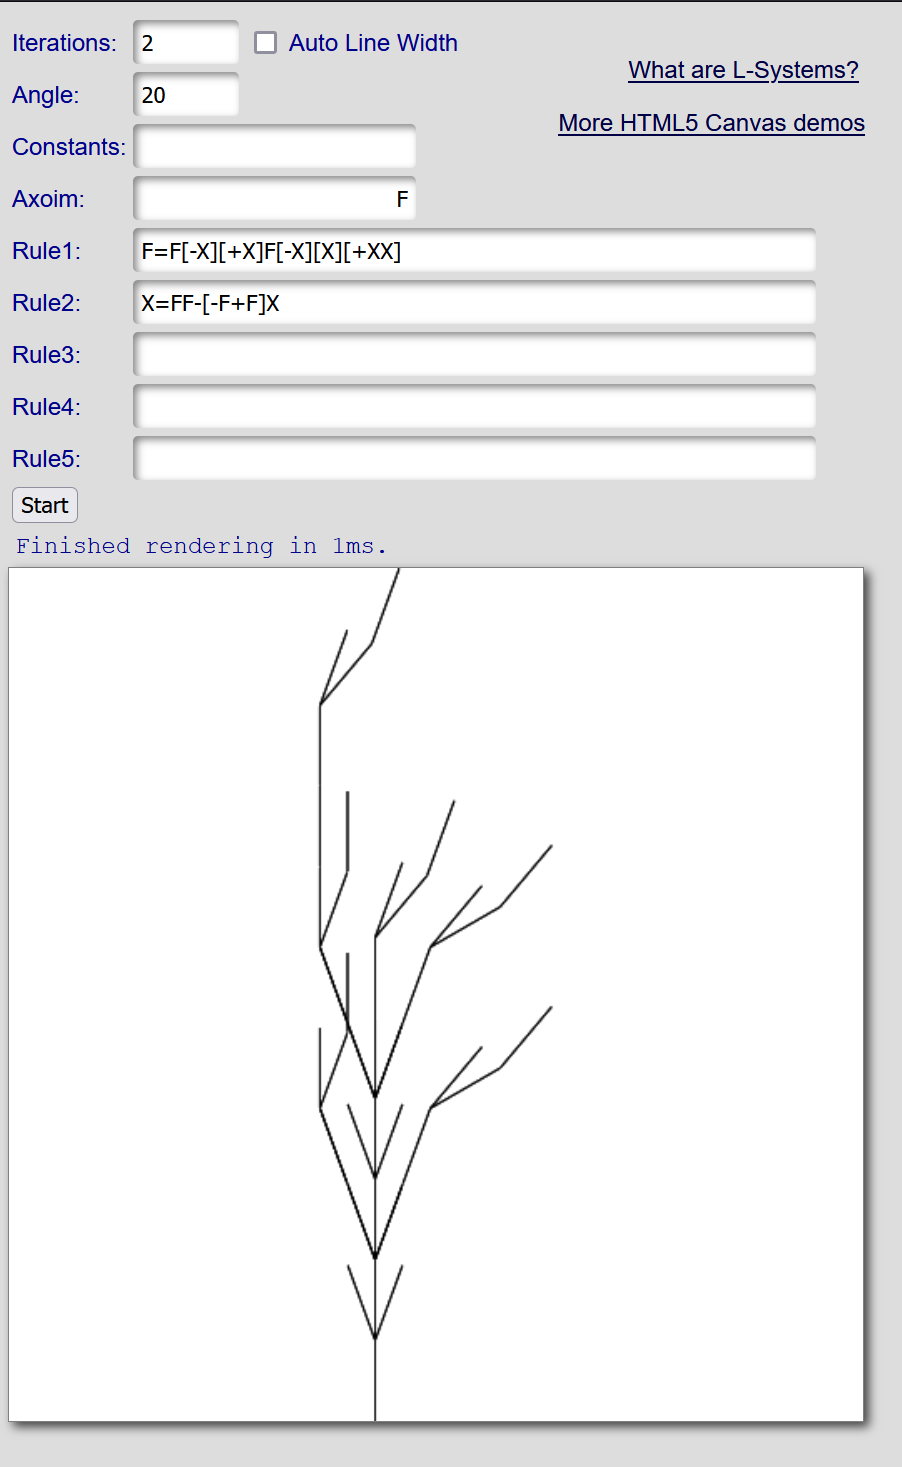 Iterations: 2 Auto Line Width
What are L-Systems?
Angle: 20
More HTML5 Canvas demos
Constants:
Axoim: F
Rule1: F=F[-X][+X]F[-X][X][+XX]
Rule2: X=FF-[-F+F]X
Rule3:
Rule4:
Rule5:
Start
Finished rendering in 1ms.